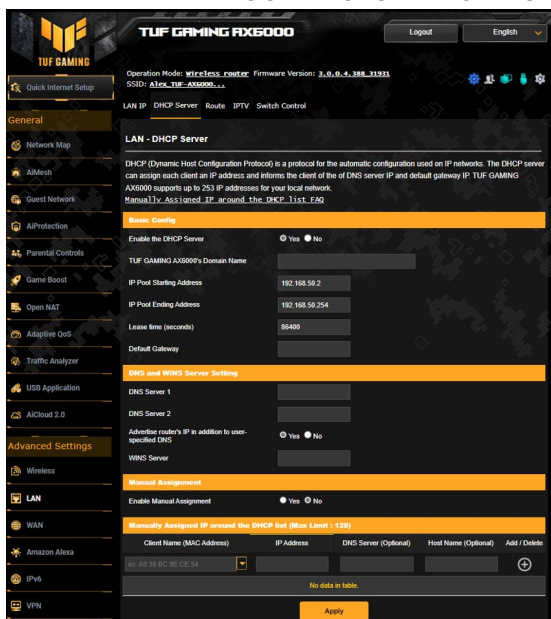 TUF GAMING
TUF GAMING AX6000
Logout
English
Quick Internet Setup
General
Network Map
AiMesh
Guest Network
AiProtection
Parental Controls
Game Boost
Open NAT
Adaptive QoS
Traffic Analyzer
USB Application
AiCloud 2.0
Advanced Settings
Wireless
LAN
WAN
Amazon Alexa
IPv6
VPN
Operation Mode: Wireless router Firmware Version: 3.0.0.4.388_31931
SSID: Alex_TUF-AX6000...
LAN IP DHCP Server Route IPTV Switch Control
LAN - DHCP Server
DHCP (Dynamic Host Configuration Protocol) is a protocol for the automatic configuration used on IP networks. The DHCP server
can assign each client an IP address and informs the client of the of DNS server IP and default gateway IP. TUF GAMING
AX6000 supports up to 253 IP addresses for your local network.
Manually Assigned IP around the DHCP list FAQ
Basic Config
Enable the DHCP Server Yes No
TUF GAMING AX6000's Domain Name
IP Pool Starting Address 192.168.50.2
IP Pool Ending Address 192.168.50.254
Lease time (seconds) 86400
Default Gateway
DNS and WINS Server Setting
DNS Server 1
DNS Server 2
Advertise router's IP in addition to user-
specified DNS Yes No
WINS Server
Manual Assignment
Enable Manual Assignment Yes No
Manually Assigned IP around the DHCP list (Max Limit : 128)
Client Name (MAC Address) IP Address DNS Server (Optional) Host Name (Optional) Add / Delete
ex: A0:36:BC:9E:CE:54
No data in table.
Apply